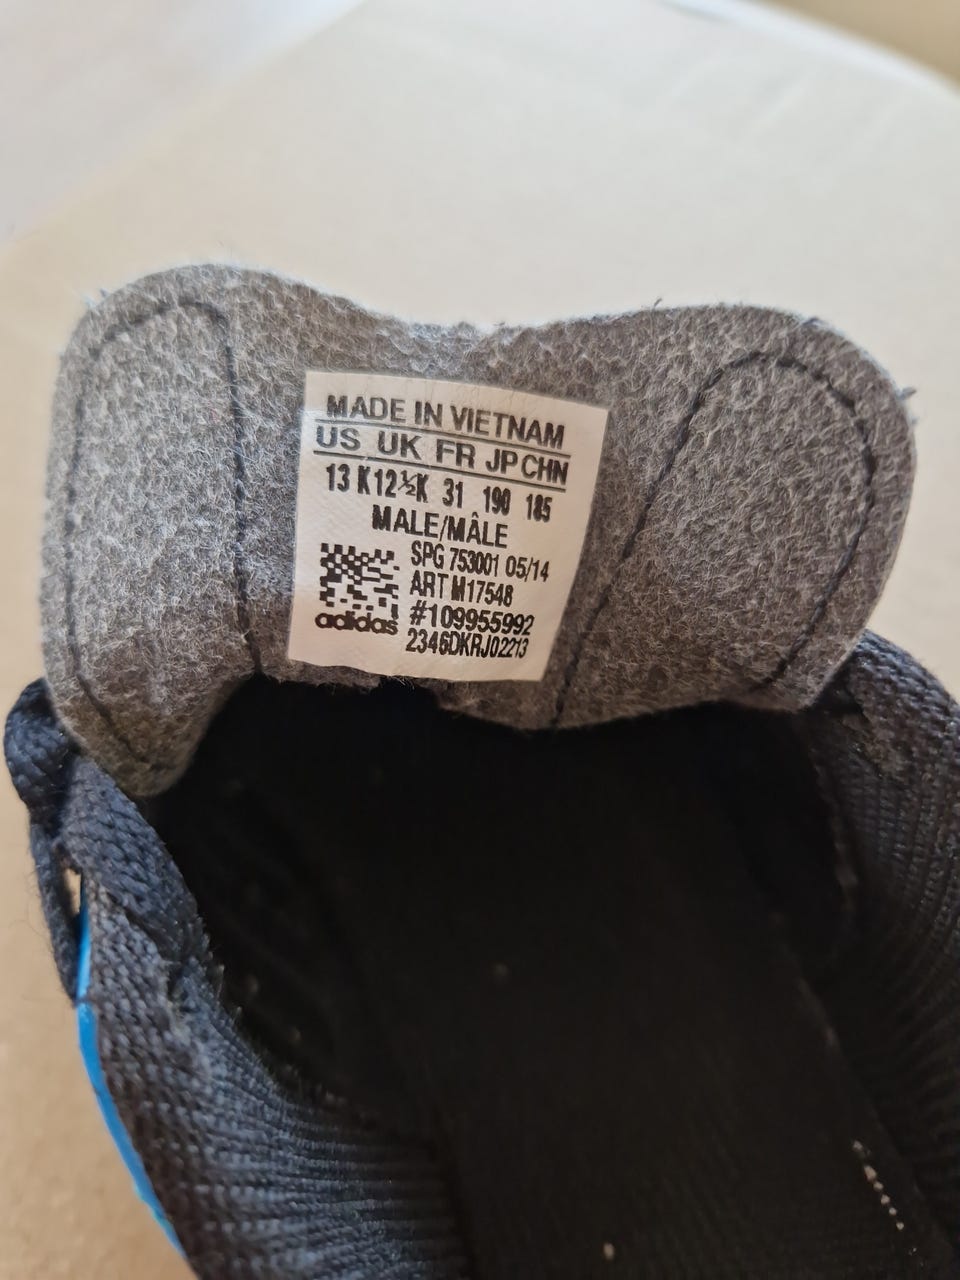 MADE IN VIETNAM
US UK FR JP CHN
13 K 12½K 31 190 185
MALE/MÂLE
SPG 753001 05/14
ART M17548
adidas #109955992
2346DKRJ02213